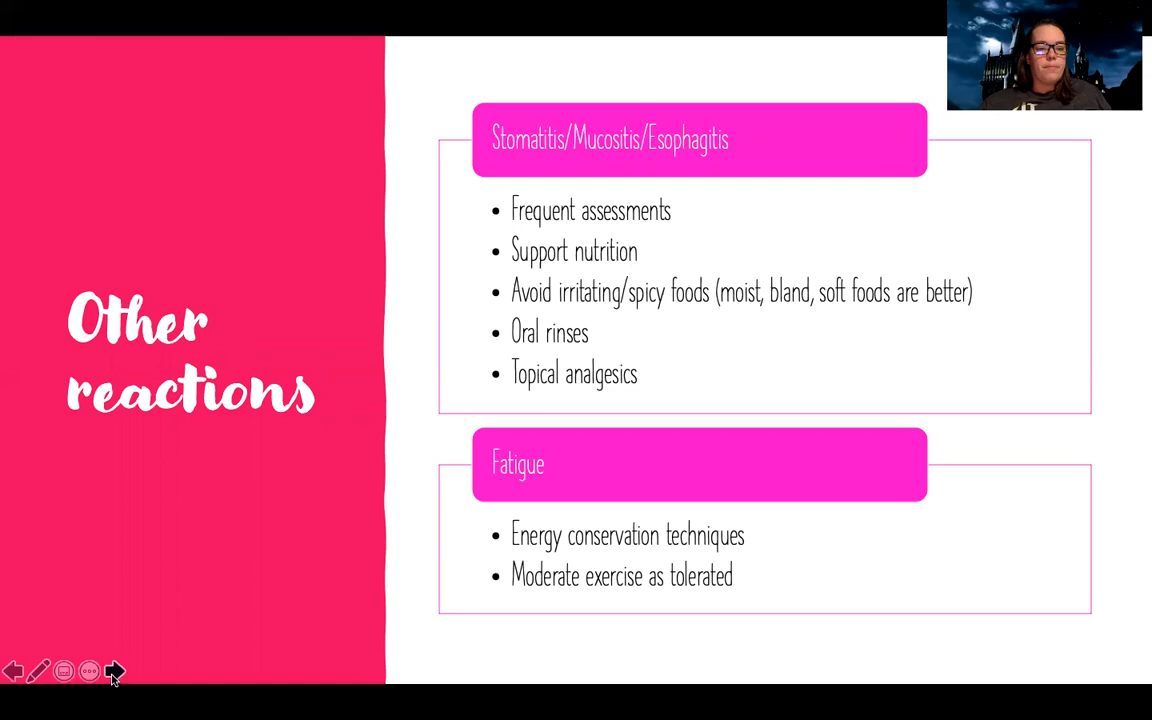 Other
reactions
Stomatitis/Mucositis/Esophagitis
• Frequent assessments
• Support nutrition
• Avoid irritating/spicy foods (moist, bland, soft foods are better)
• Oral rinses
• Topical analgesics
Fatigue
• Energy conservation techniques
• Moderate exercise as tolerated